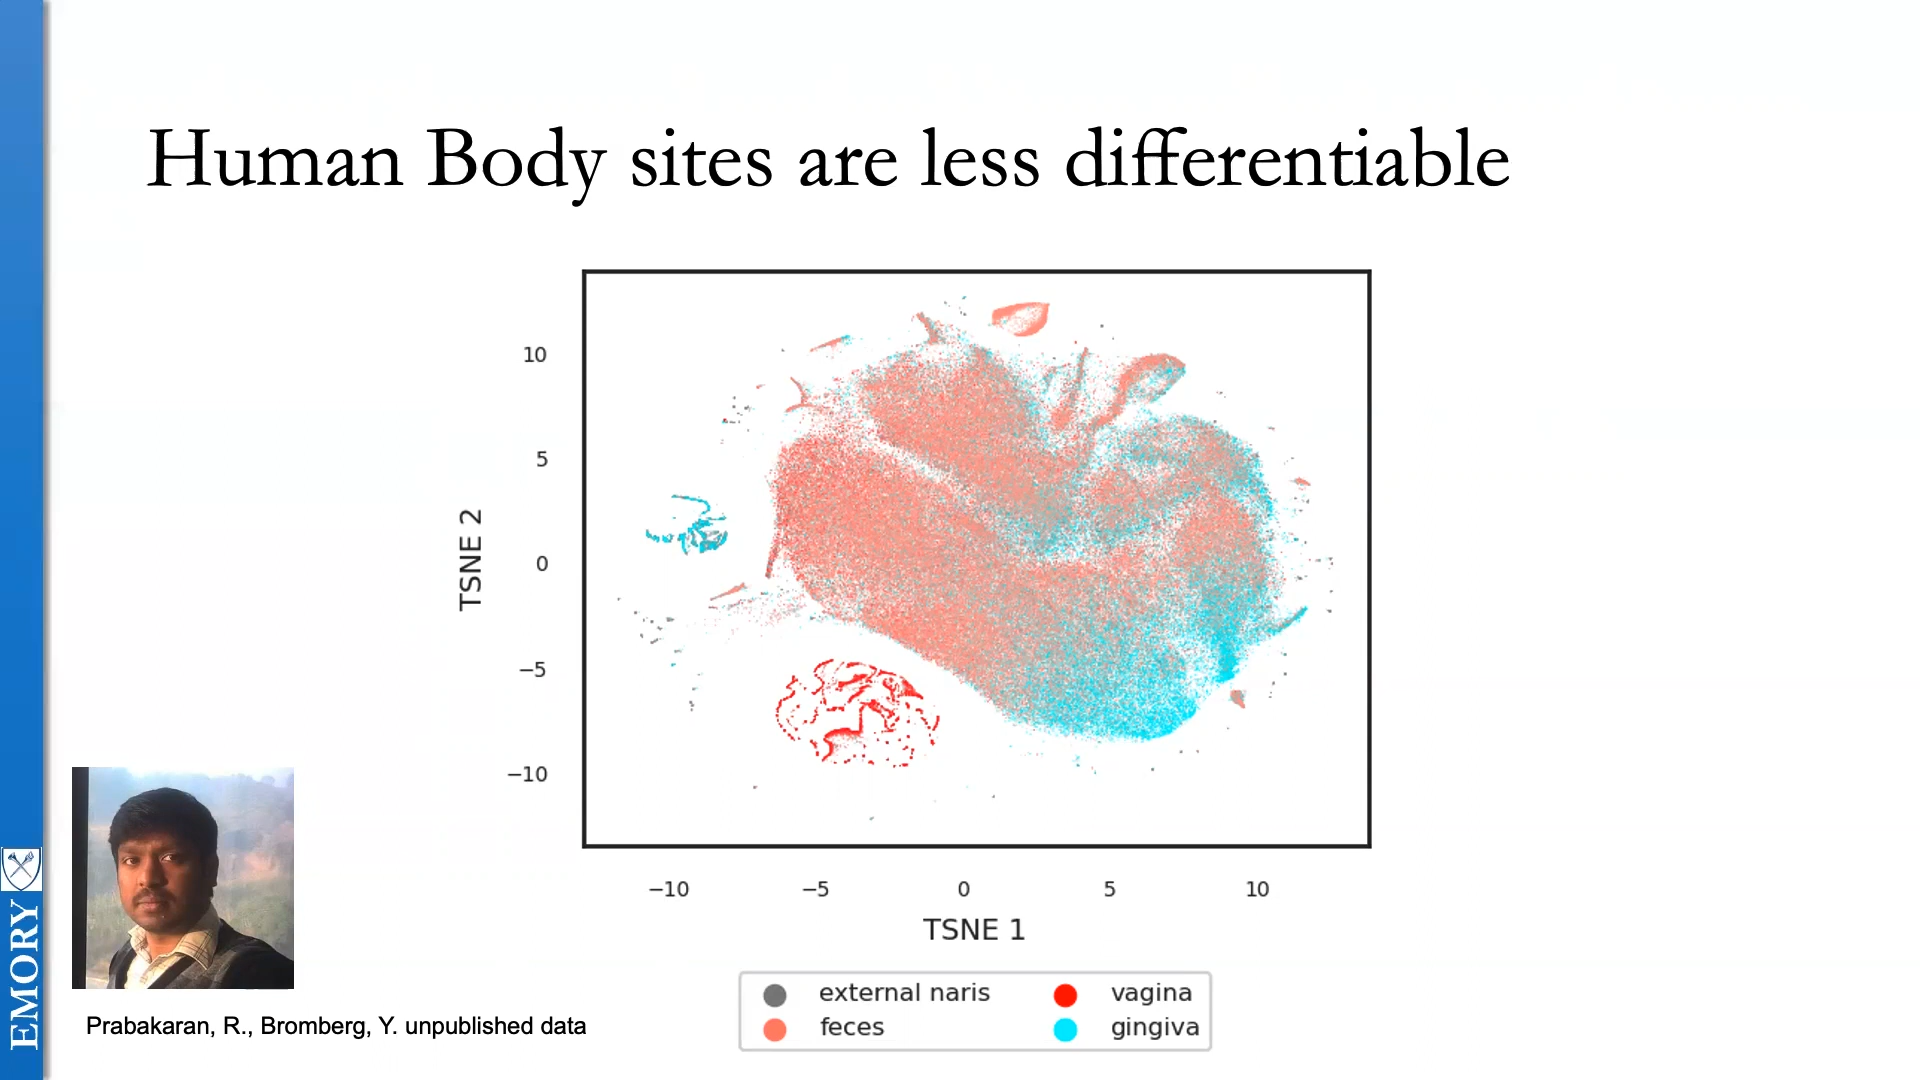 Human Body sites are less differentiable
TSNE 2
10
5
0
−5
−10
−10
−5
0
5
10
TSNE 1
external naris
vagina
feces
gingiva
EMORY
Prabakaran, R., Bromberg, Y. unpublished data